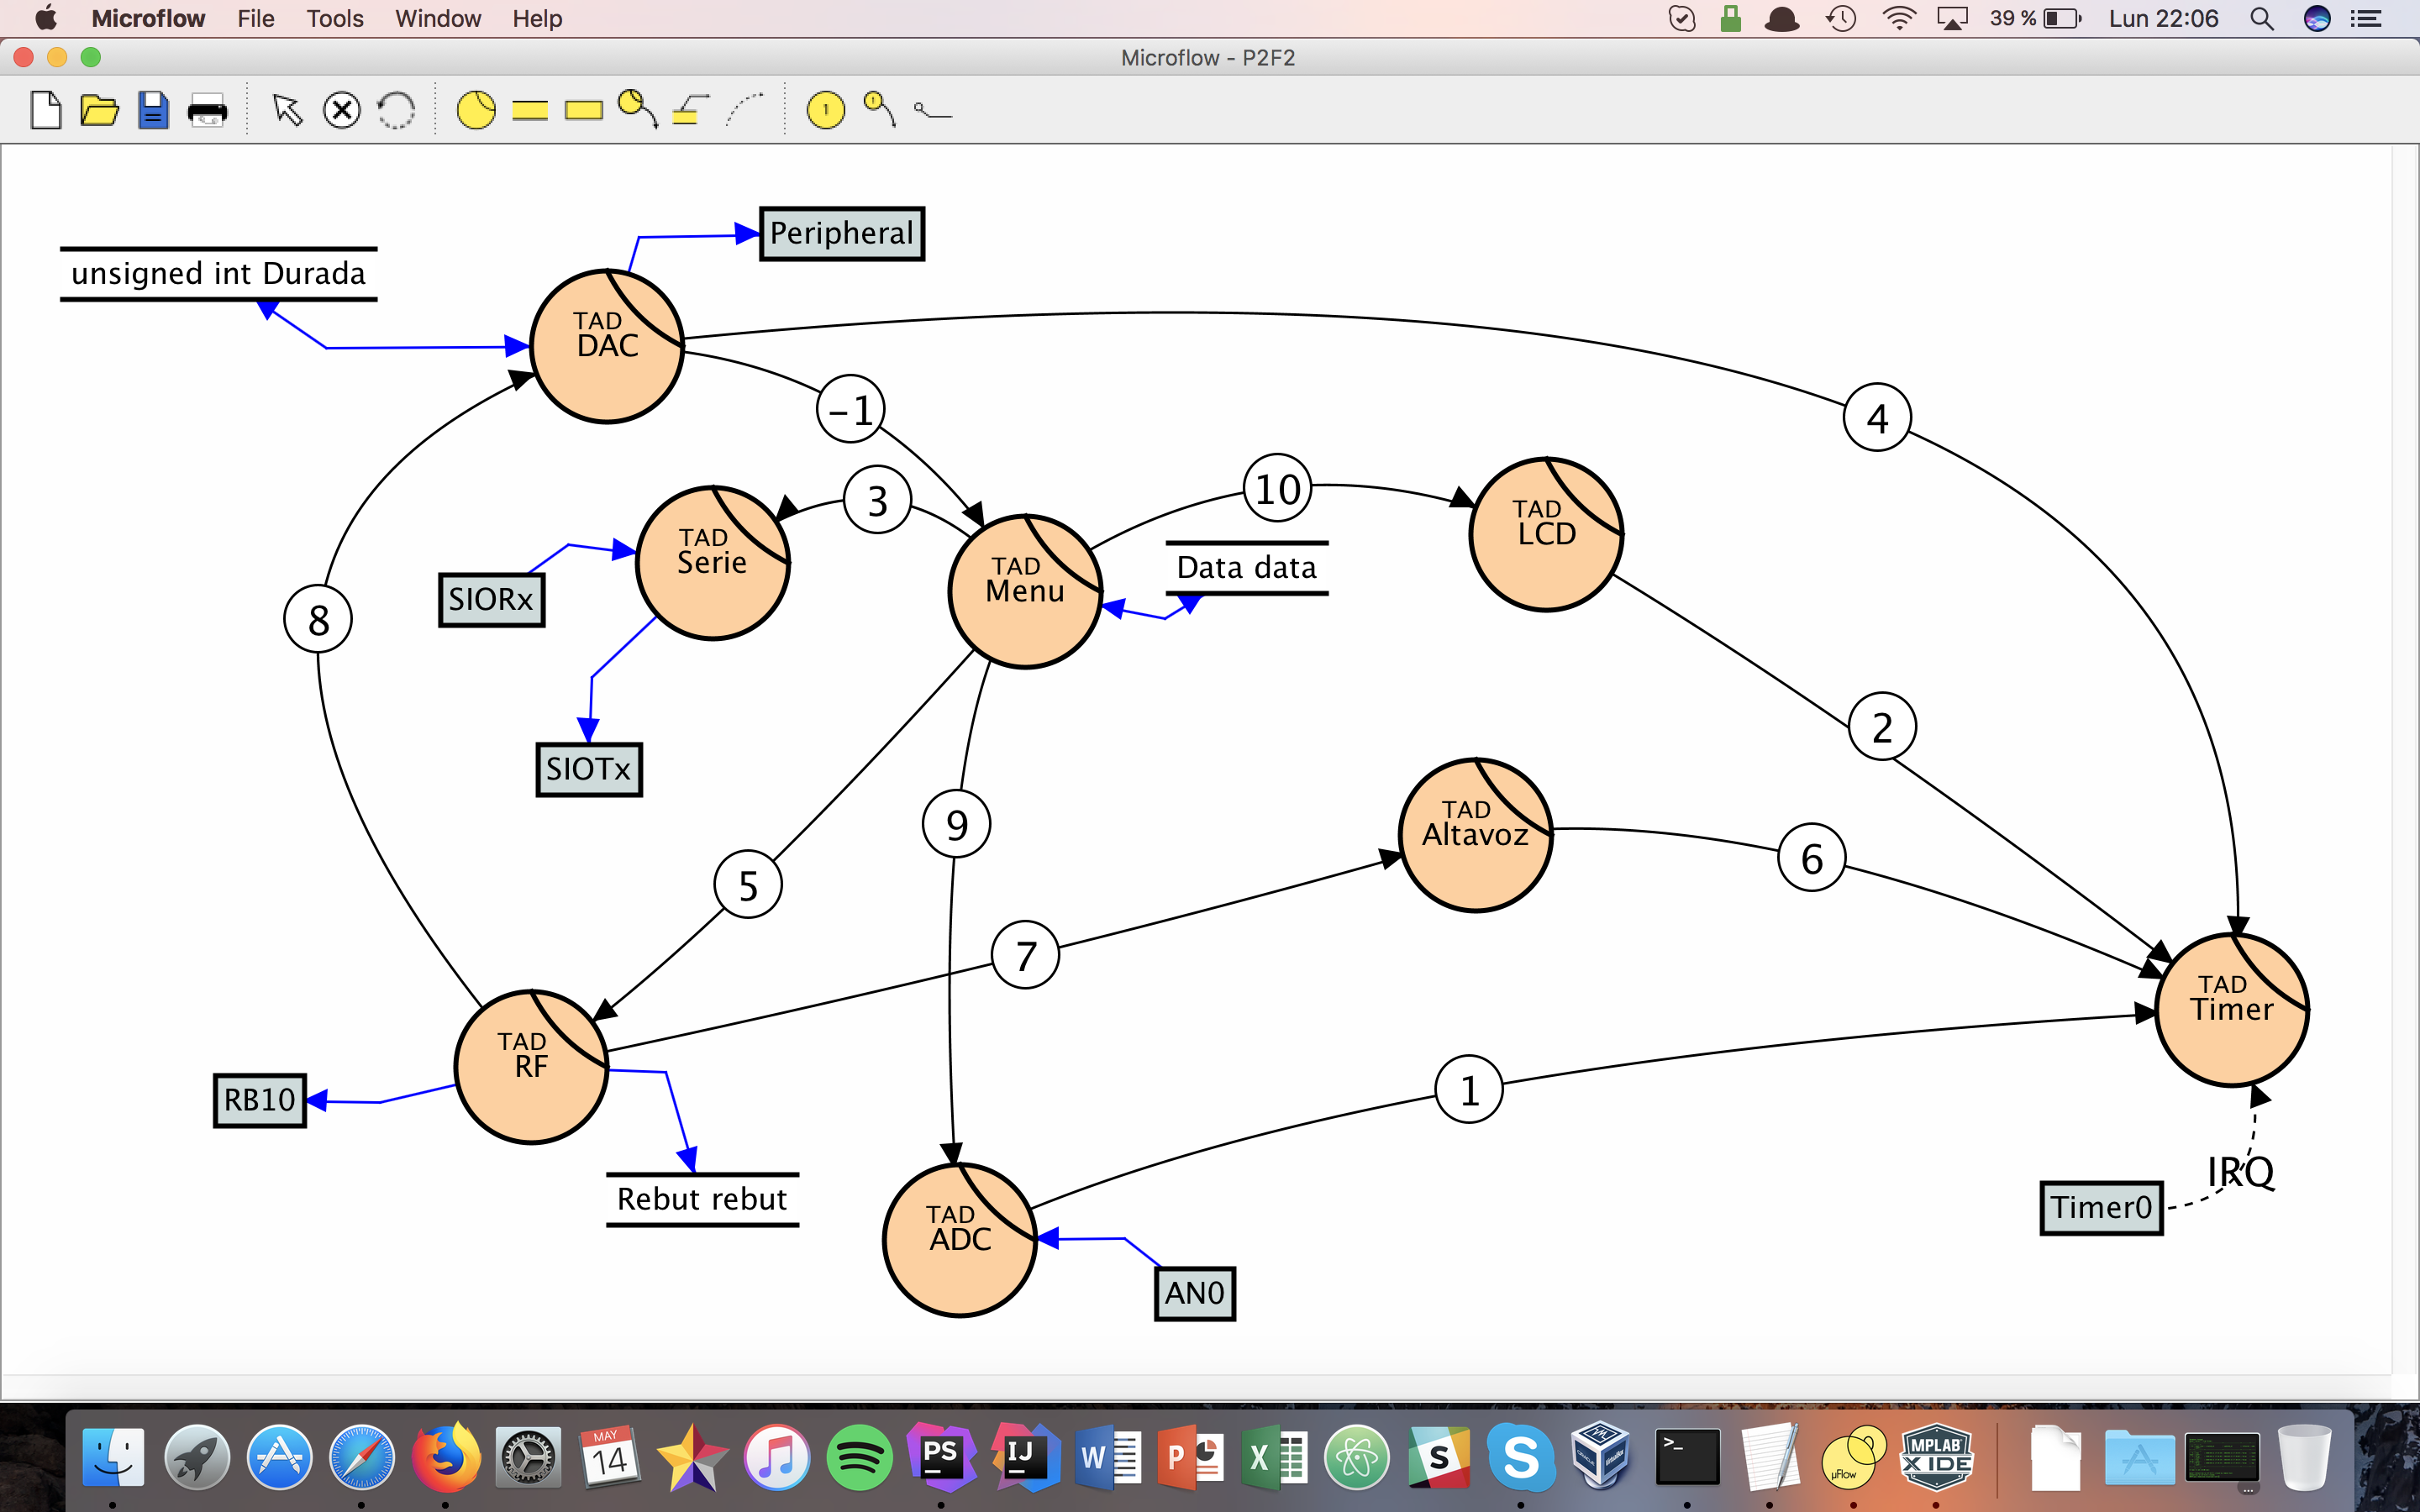 Microflow File Tools Window Help 39 % Lun 22:06
Microflow - P2F2
1 1
Peripheral
unsigned int Durada
TAD
DAC
-1
4
3
10
TAD
LCD
TAD
Serie
TAD
Menu
Data data
SIORx
8
2
SIOTx
TAD
Altavoz
9
6
5
7
TAD
Timer
TAD
RF
1
RB10
IRQ
Rebut rebut
Timer0
TAD
ADC
AN0
MAY
14
PS
IJ
W
P
X
S
S
>_
µFlow
MPLAB
X IDE